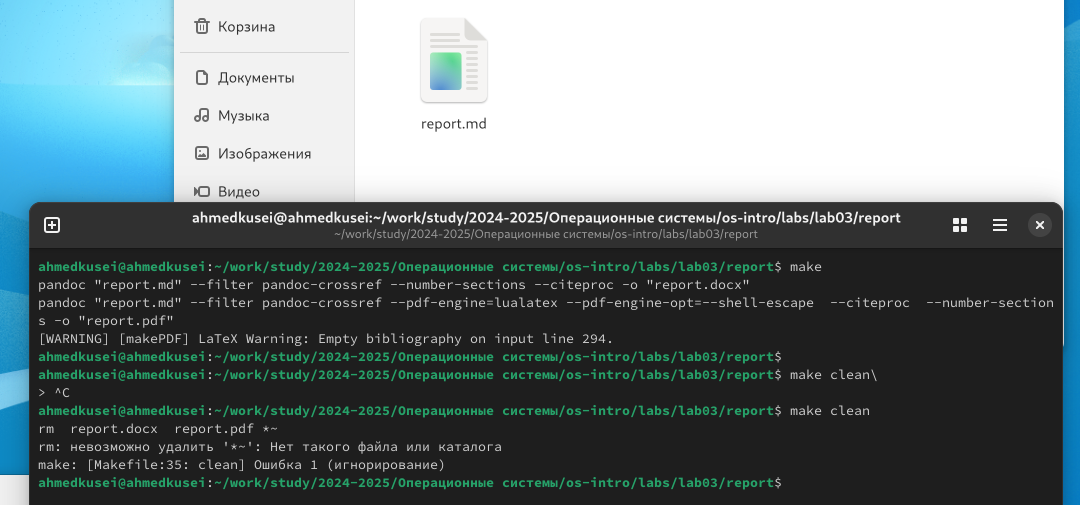 Корзина
Документы
Музыка
Изображения
Видео
report.md
ahmedkusei@ahmedkusei:~/work/study/2024-2025/Операционные системы/os-intro/labs/lab03/report
~/work/study/2024-2025/Операционные системы/os-intro/labs/lab03/report
ahmedkusei@ahmedkusei:~/work/study/2024-2025/Операционные системы/os-intro/labs/lab03/report$ make
pandoc "report.md" --filter pandoc-crossref --number-sections --citeproc -o "report.docx"
pandoc "report.md" --filter pandoc-crossref --pdf-engine=lualatex --pdf-engine-opt=--shell-escape  --citeproc  --number-section
s -o "report.pdf"
[WARNING] [makePDF] LaTeX Warning: Empty bibliography on input line 294.
ahmedkusei@ahmedkusei:~/work/study/2024-2025/Операционные системы/os-intro/labs/lab03/report$
ahmedkusei@ahmedkusei:~/work/study/2024-2025/Операционные системы/os-intro/labs/lab03/report$ make clean\
> ^C
ahmedkusei@ahmedkusei:~/work/study/2024-2025/Операционные системы/os-intro/labs/lab03/report$ make clean
rm  report.docx  report.pdf *~
rm: невозможно удалить '*~': Нет такого файла или каталога
make: [Makefile:35: clean] Ошибка 1 (игнорирование)
ahmedkusei@ahmedkusei:~/work/study/2024-2025/Операционные системы/os-intro/labs/lab03/report$